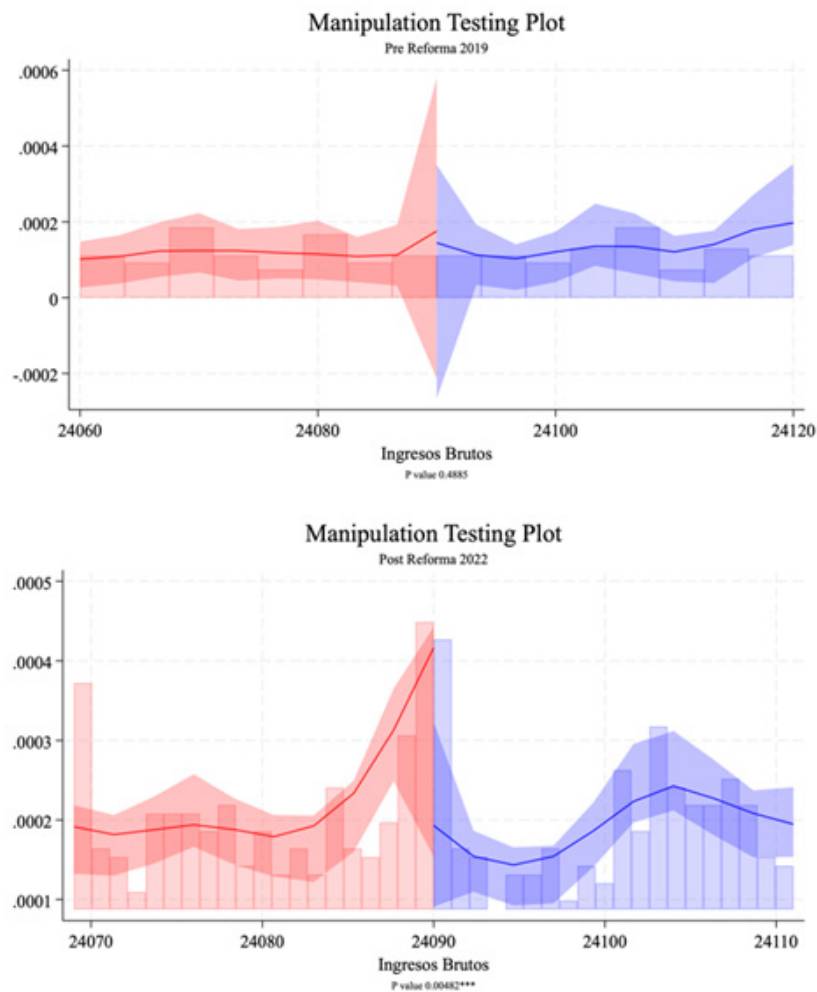 Manipulation Testing Plot
Pre Reforma 2019
.0006
.0004
.0002
0
-.0002
24060 24080 24100 24120
Ingresos Brutos
P value 0.4885
Manipulation Testing Plot
Post Reforma 2022
.0005
.0004
.0003
.0002
.0001
24070 24080 24090 24100 24110
Ingresos Brutos
P value 0.00482***